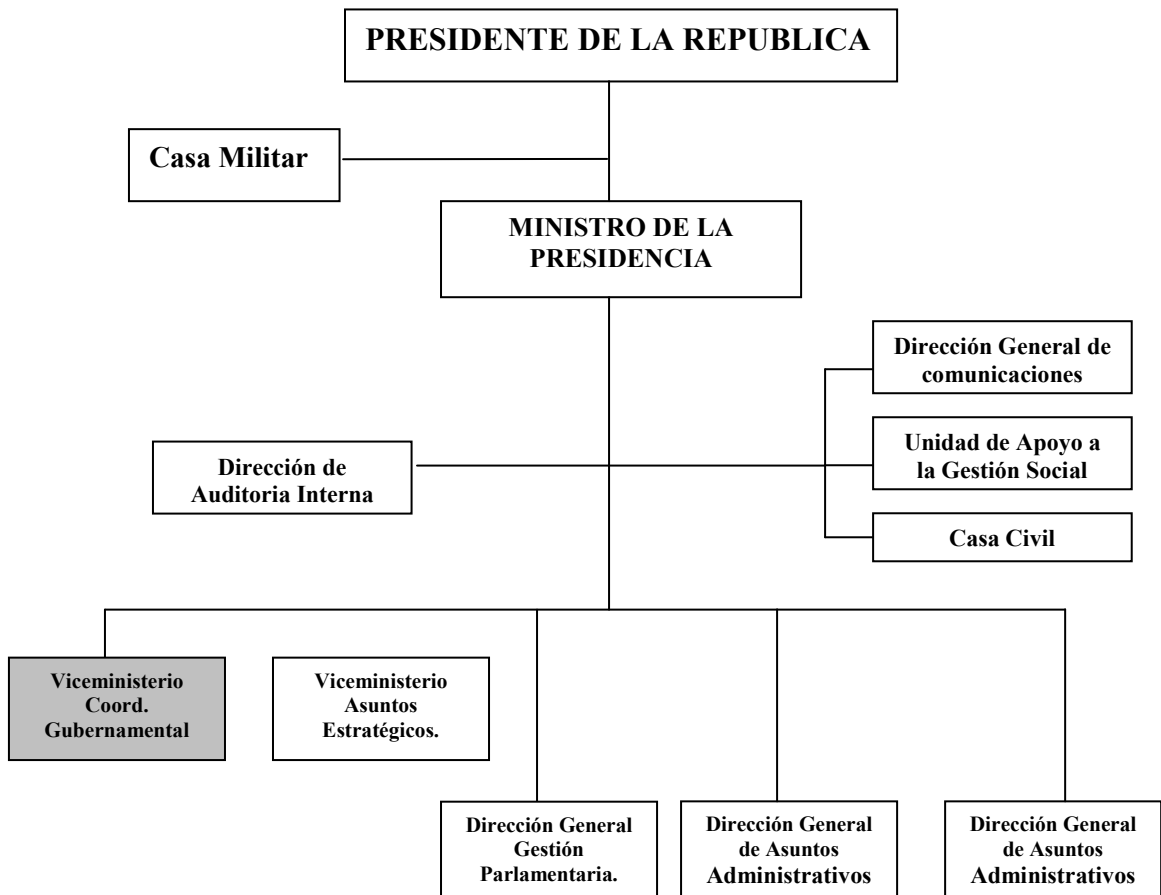 PRESIDENTE DE LA REPUBLICA
Casa Militar
MINISTRO DE LA
PRESIDENCIA
Dirección General de
comunicaciones
Unidad de Apoyo a
la Gestión Social
Dirección de
Auditoria Interna
Casa Civil
Viceministerio
Coord.
Gubernamental
Viceministerio
Asuntos
Estratégicos.
Dirección General
Gestión
Parlamentaria.
Dirección General
de Asuntos
Administrativos
Dirección General
de Asuntos
Administrativos